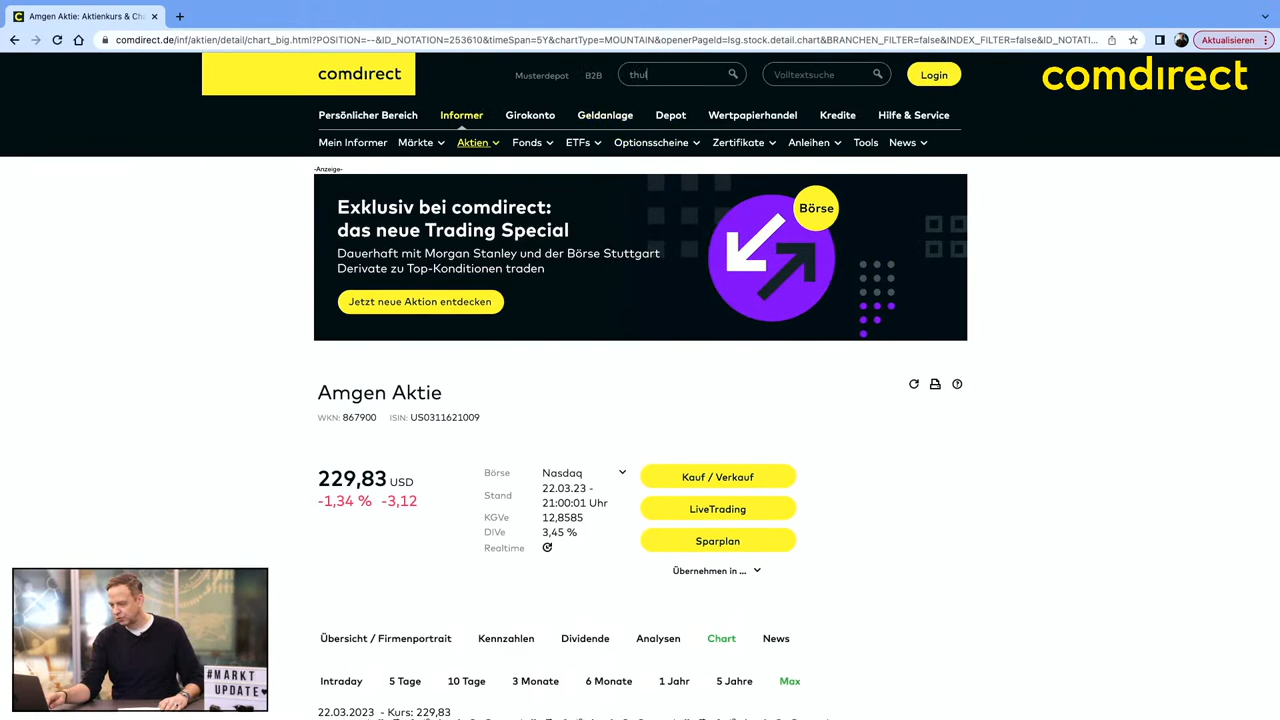 Amgen Aktie: Aktienkurs & Cha
comdirect.de/inf/aktien/detail/chart_big.html?POSITION=--&ID_NOTATION=253610&timeSpan=5Y&chartType=MOUNTAIN&openerPageId=lsg.stock.detail.chart&BRANCHEN_FILTER=false&INDEX_FILTER=false&ID_NOTATI...
Aktualisieren
comdirect
Musterdepot B2B thul Volltextsuche Login
comdirect
Persönlicher Bereich Informer Girokonto Geldanlage Depot Wertpapierhandel Kredite Hilfe & Service
Mein Informer Märkte Aktien Fonds ETFs Optionsscheine Zertifikate Anleihen Tools News
-Anzeige-
Exklusiv bei comdirect:
das neue Trading Special
Börse
Dauerhaft mit Morgan Stanley und der Börse Stuttgart
Derivate zu Top-Konditionen traden
Jetzt neue Aktion entdecken
Amgen Aktie
WKN: 867900 ISIN: US0311621009
229,83 USD
-1,34 % -3,12
Börse Nasdaq
Stand 22.03.23 -
21:00:01 Uhr
KGVe 12,8585
DIVe 3,45 %
Realtime
Kauf / Verkauf
LiveTrading
Sparplan
Übernehmen in ...
Übersicht / Firmenportrait Kennzahlen Dividende Analysen Chart News
Intraday 5 Tage 10 Tage 3 Monate 6 Monate 1 Jahr 5 Jahre Max
22.03.2023 - Kurs: 229,83
#MARKT
UPDATE